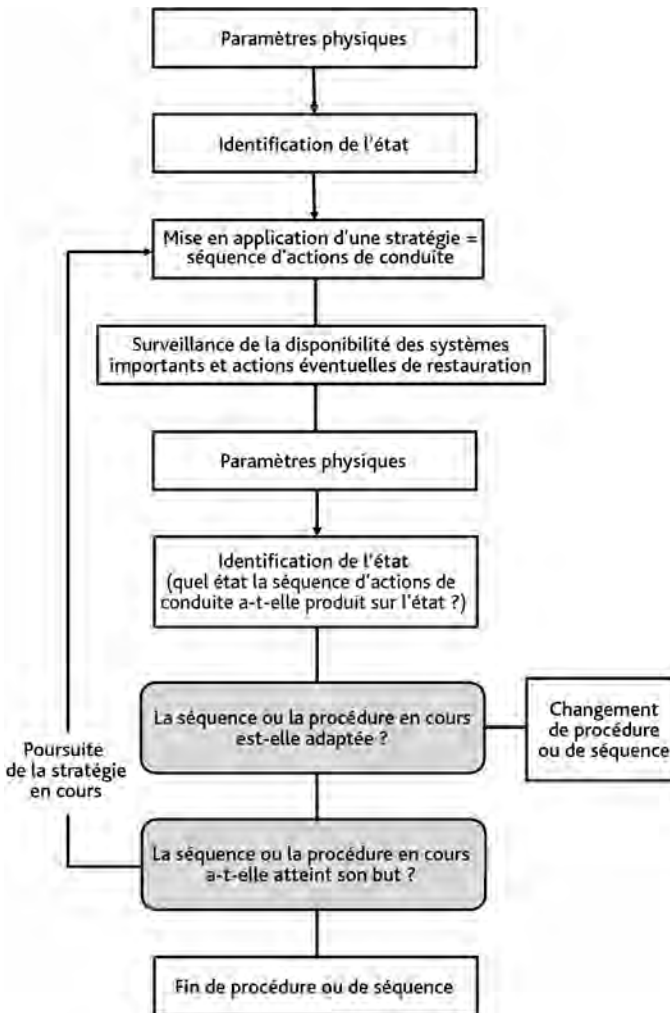 Paramètres physiques
Identification de l'état
Mise en application d'une stratégie =
séquence d'actions de conduite
Surveillance de la disponibilité des systèmes
importants et actions éventuelles de restauration
Paramètres physiques
Identification de l'état
(quel état la séquence d'actions de
conduite a-t-elle produit sur l'état ?)
La séquence ou la procédure en cours
est-elle adaptée ?
Changement
de procédure
ou de séquence
Poursuite
de la stratégie
en cours
La séquence ou la procédure en cours
a-t-elle atteint son but ?
Fin de procédure ou de séquence